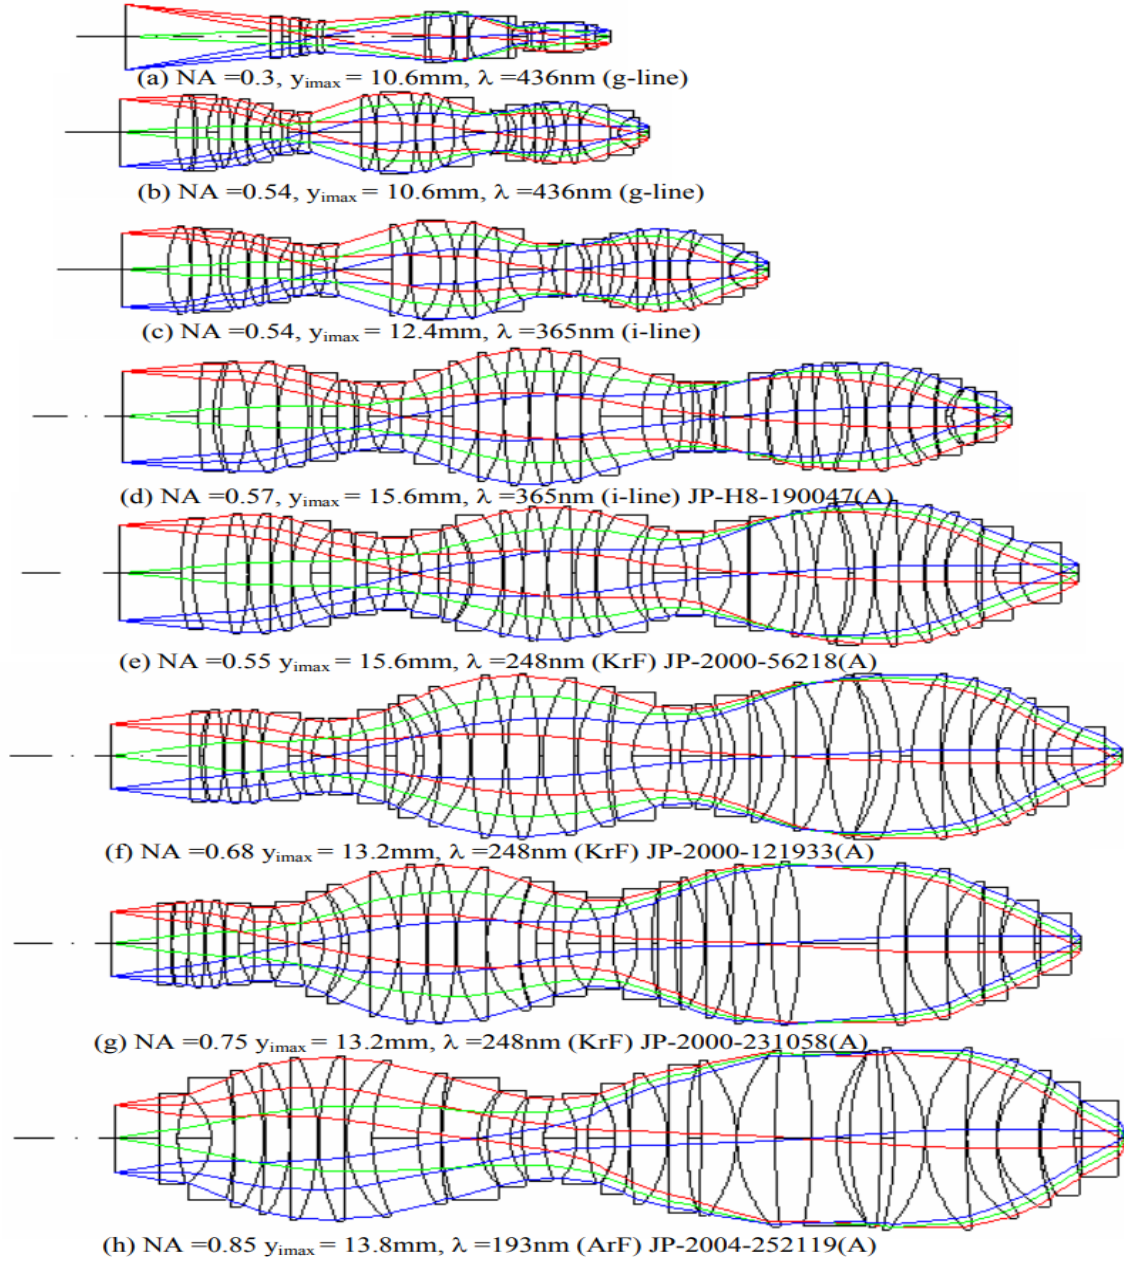 (a) NA =0.3, yimax = 10.6mm, λ =436nm (g-line)
(b) NA =0.54, yimax = 10.6mm, λ =436nm (g-line)
(c) NA =0.54, yimax = 12.4mm, λ =365nm (i-line)
(d) NA =0.57, yimax = 15.6mm, λ =365nm (i-line) JP-H8-190047(A)
(e) NA =0.55 yimax = 15.6mm, λ =248nm (KrF) JP-2000-56218(A)
(f) NA =0.68 yimax = 13.2mm, λ =248nm (KrF) JP-2000-121933(A)
(g) NA =0.75 yimax = 13.2mm, λ =248nm (KrF) JP-2000-231058(A)
(h) NA =0.85 yimax = 13.8mm, λ =193nm (ArF) JP-2004-252119(A)